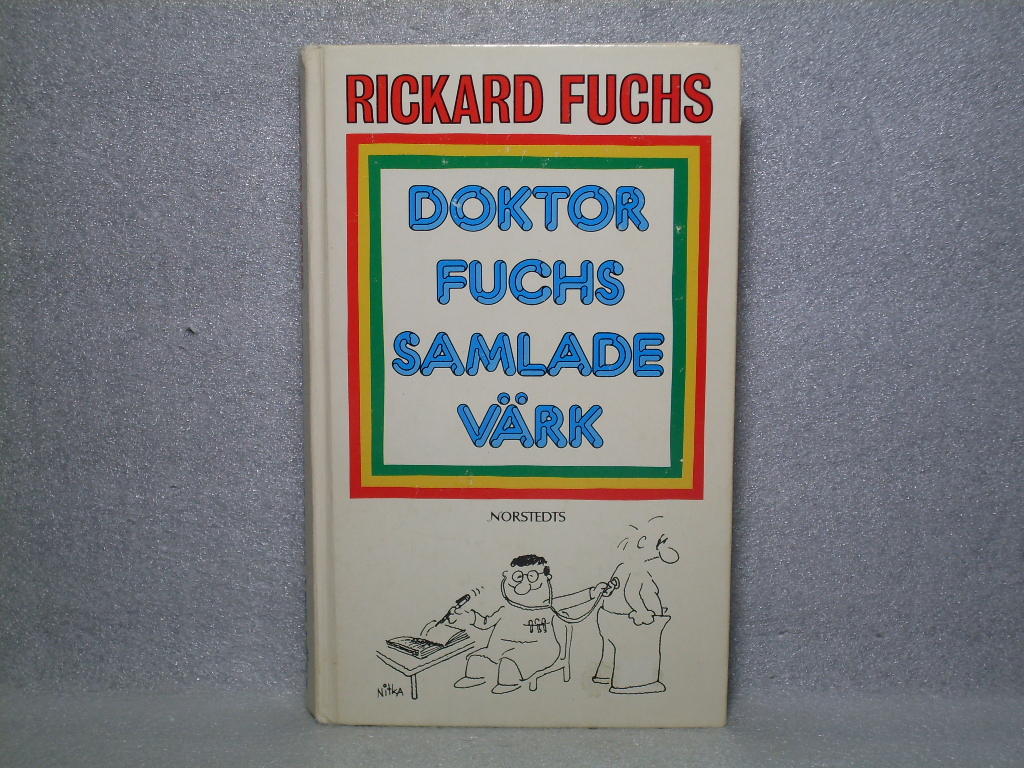 RICKARD FUCHS
DOKTOR
FUCHS
SAMLADE
VÄRK
NORSTEDTS
NitKA